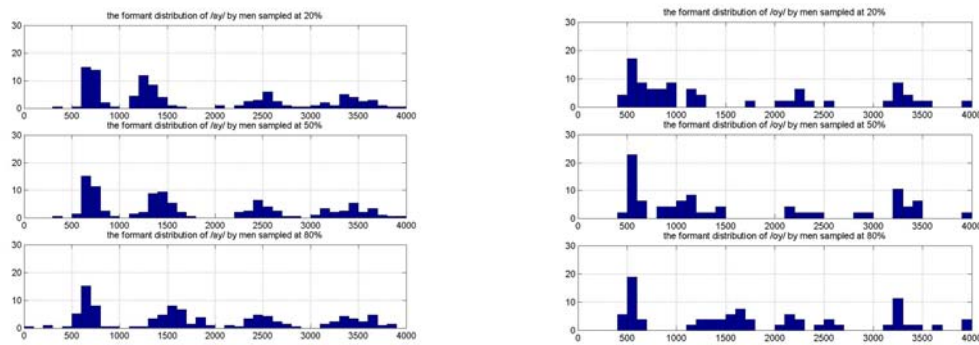 the formant distribution of /ay/ by men sampled at 20%
30
20
10
0
0 500 1000 1500 2000 2500 3000 3500 4000
the formant distribution of /ay/ by men sampled at 50%
30
20
10
0
0 500 1000 1500 2000 2500 3000 3500 4000
the formant distribution of /ay/ by men sampled at 80%
30
20
10
0
0 500 1000 1500 2000 2500 3000 3500 4000
the formant distribution of /oy/ by men sampled at 20%
30
20
10
0
0 500 1000 1500 2000 2500 3000 3500 4000
the formant distribution of /oy/ by men sampled at 50%
30
20
10
0
0 500 1000 1500 2000 2500 3000 3500 4000
the formant distribution of /oy/ by men sampled at 80%
30
20
10
0
0 500 1000 1500 2000 2500 3000 3500 4000